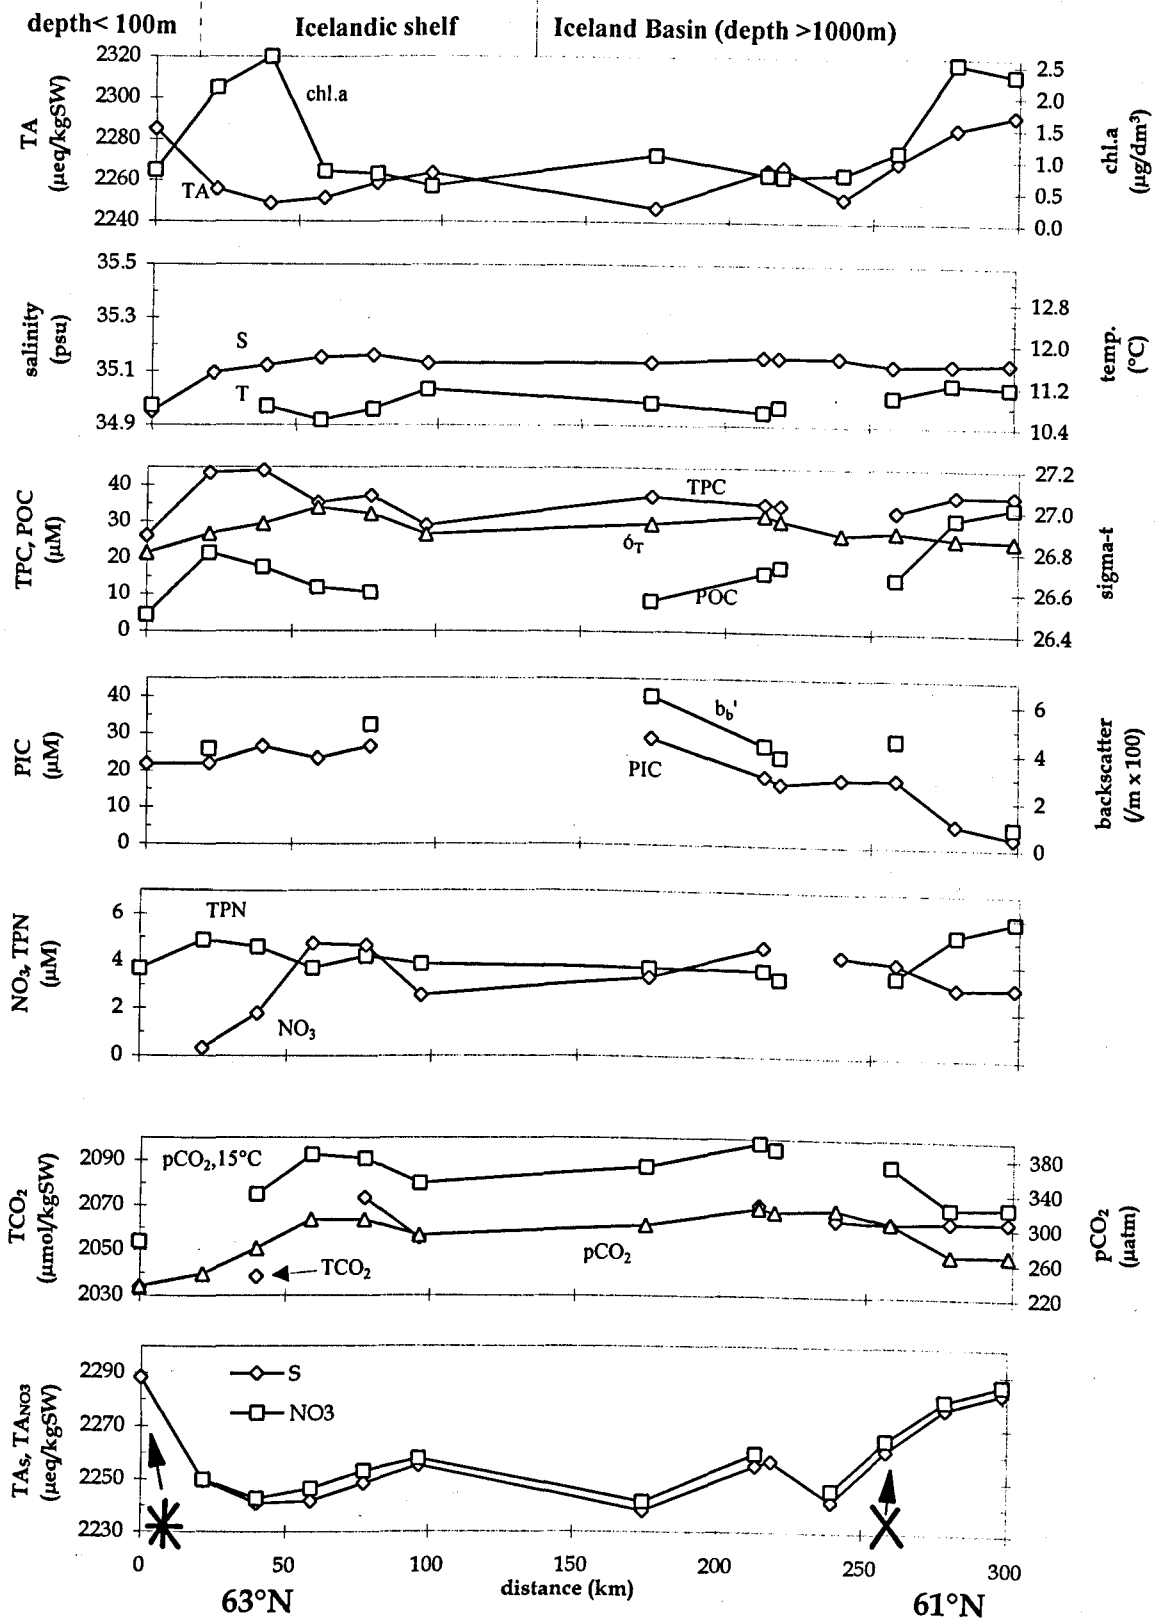 depth< 100m Icelandic shelf Iceland Basin (depth >1000m)
TA
(μeq/kgSW)
2320
2300
2280
2260
2240
2220
chl.a
TA
2.5
2.0
1.5
1.0
0.5
0.0
chl.a
(μg/dm³)
salinity
(psu)
35.5
35.3
35.1
34.9
S
T
12.8
12.0
11.2
10.4
temp.
(°C)
TPC, POC
(μM)
40
30
20
10
0
TPC
σ́T
POC
27.2
27.0
26.8
26.6
26.4
sigma-t
PIC
(μM)
40
30
20
10
0
bb'
PIC
6
4
2
0
backscatter
(/m x 100)
NO₃, TPN
(μM)
6
4
2
0
TPN
NO₃
TCO₂
(μmol/kgSW)
2090
2070
2050
2030
pCO₂,15°C
TCO₂
pCO₂
380
340
300
260
220
pCO₂
(μatm)
TAs, TANO3
(μeq/kgSW)
2290
2270
2250
2230
S
NO3
0 50 100 150 200 250 300
distance (km)
63°N 61°N